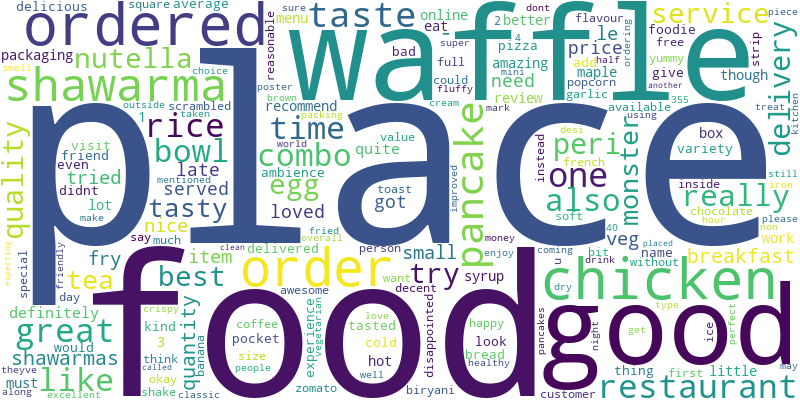 delicious
square
average
sure
menu
taste
online
2
better
dont
flavour
service
ordered
waffle
packaging
nutella
eat
le
foodie
piece
bad
super
4
pizza
price
free
strip
reasonable
ordering
shawarma
full
amazing
add
yummy
though
small
choice
could
mini
half
need
maple
give
delivery
place
outside
scrambled
poster
fluffy
popcorn
another
1
taken
brown
recommend
cream
review
garlic
rice
time
packing
mark
available
355
treat
using
kitchen
quality
visit
friend
bowl
world
value
pancake
desi
peri
box
even
late
combo
quite
instead
french
monster
variety
tried
mentioned
ambience
one
inside
still
didnt
served
egg
toast
also
really
iron
lot
tasty
loved
got
improved
soft
chocolate
non
make
nice
fried
40
hour
please
expecting
friendly
say
much
clean
overall
veg
work
special
fry
item
delivered
person
small
money
placed
tea
order
want
enjoy
coming
bit
name
breakfast
day
best
try
syrup
u
drink
without
food
chicken
awesome
decent
dry
definitely
crispy
quantity
experience
vegetarian
disappointed
good
type
great
kind
coffee
love
happy
night
get
ice
perfect
would
3
pocket
tasted
look
pancakes
shawarmas
think
size
cold
bread
thing
first
little
theyve
called
banana
people
hot
must
okay
well
healthy
like
restaurant
may
along
shake
zomato
biryani
customer
excellent
classic